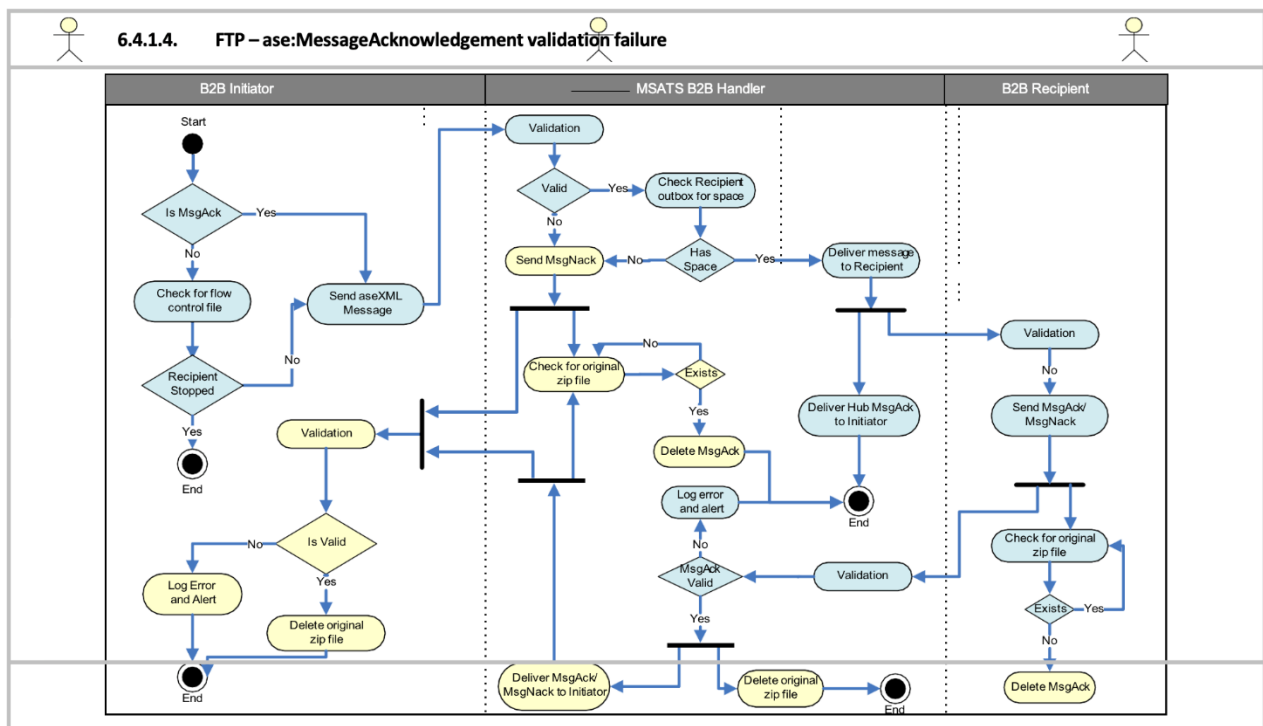 6.4.1.4. FTP – ase:MessageAcknowledgement validation failure
B2B Initiator
MSATS B2B Handler
B2B Recipient
Start
Is MsgAck
Yes
No
Check for flow
control file
Send aseXML
Message
No
Recipient
Stopped
Yes
End
Validation
Is Valid
No
Yes
Log Error
and Alert
Delete original
zip file
End
Validation
Valid
Yes
Check Recipient
outbox for space
No
Send MsgNack
No
Has
Space
Yes
Deliver message
to Recipient
Check for original
zip file
No
Exists
Yes
Delete MsgAck
Deliver Hub MsgAck
to Initiator
Log error
and alert
End
No
MsgAck
Valid
Validation
Yes
Deliver MsgAck/
MsgNack to Initiator
Delete original
zip file
End
Validation
No
Send MsgAck/
MsgNack
Check for original
zip file
Exists
Yes
No
Delete MsgAck